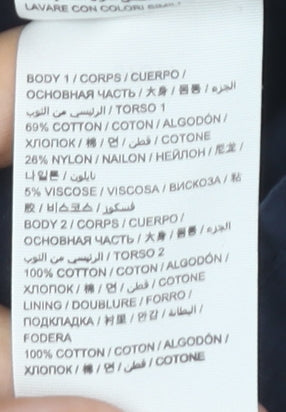 LAVARE CON COLORI SIMILI
BODY 1 / CORPS / CUERPO /
ОСНОВНАЯ ЧАСТЬ / 大身 / 몸통 / الجزء
الرئيسي من الثوب / TORSO 1
69% COTTON / COTON / ALGODÓN /
ХЛОПОК / 棉 / 면 / قطن / COTONE
26% NYLON / NAILON / НЕЙЛОН / 尼龙 /
나일론 / نايلون
5% VISCOSE / VISCOSA / ВИСКОЗА / 粘
胶 / 비스코스 / فسكوز
BODY 2 / CORPS / CUERPO /
ОСНОВНАЯ ЧАСТЬ / 大身 / 몸통 / الجزء
الرئيسي من الثوب / TORSO 2
100% COTTON / COTON / ALGODÓN /
ХЛОПОК / 棉 / 면 / قطن / COTONE
LINING / DOUBLURE / FORRO /
ПОДКЛАДКА / 衬里 / 안감 / البطانة /
FODERA
100% COTTON / COTON / ALGODÓN /
ХЛОПОК / 棉 / 면 / قطن / COTONE